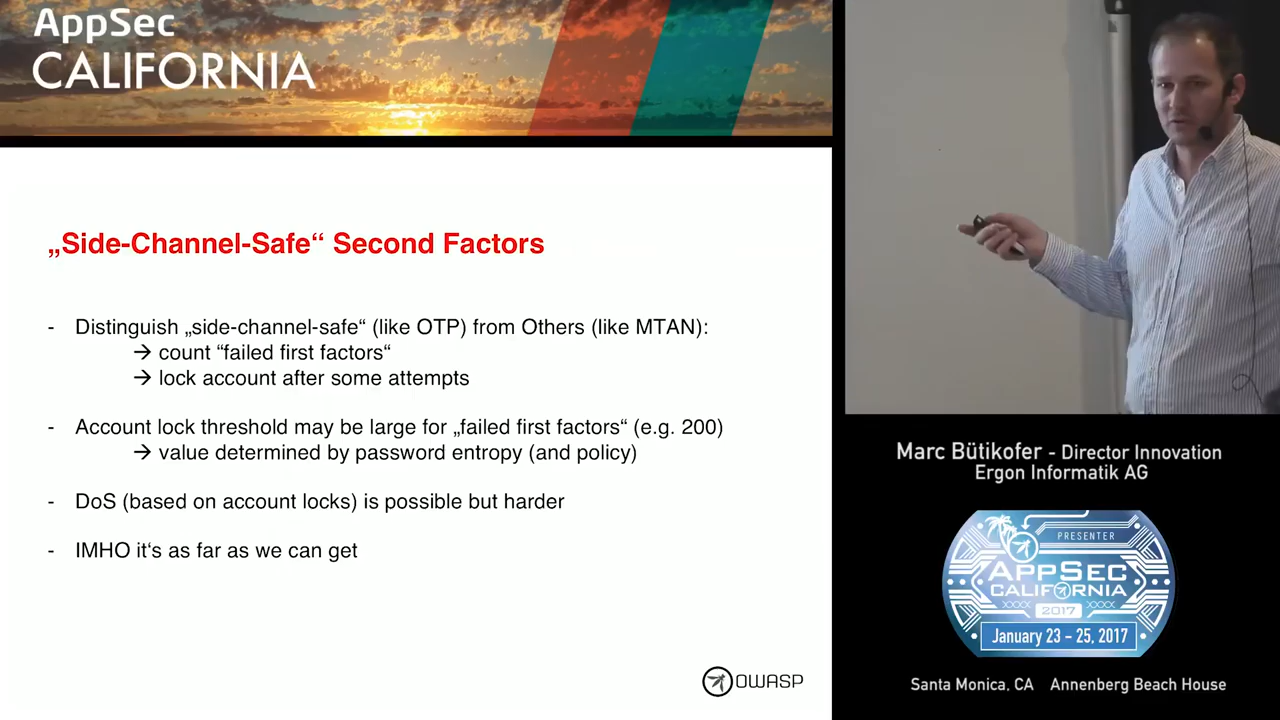 AppSec
CALIFORNIA
„Side-Channel-Safe“ Second Factors
- Distinguish „side-channel-safe“ (like OTP) from Others (like MTAN):
→ count “failed first factors“
→ lock account after some attempts
- Account lock threshold may be large for „failed first factors“ (e.g. 200)
→ value determined by password entropy (and policy)
- DoS (based on account locks) is possible but harder
- IMHO it‘s as far as we can get
OWASP
Marc Bütikofer - Director Innovation
Ergon Informatik AG
PRESENTER
APPSEC
CALIFORNIA
2017
January 23 – 25, 2017
Santa Monica, CA Annenberg Beach House